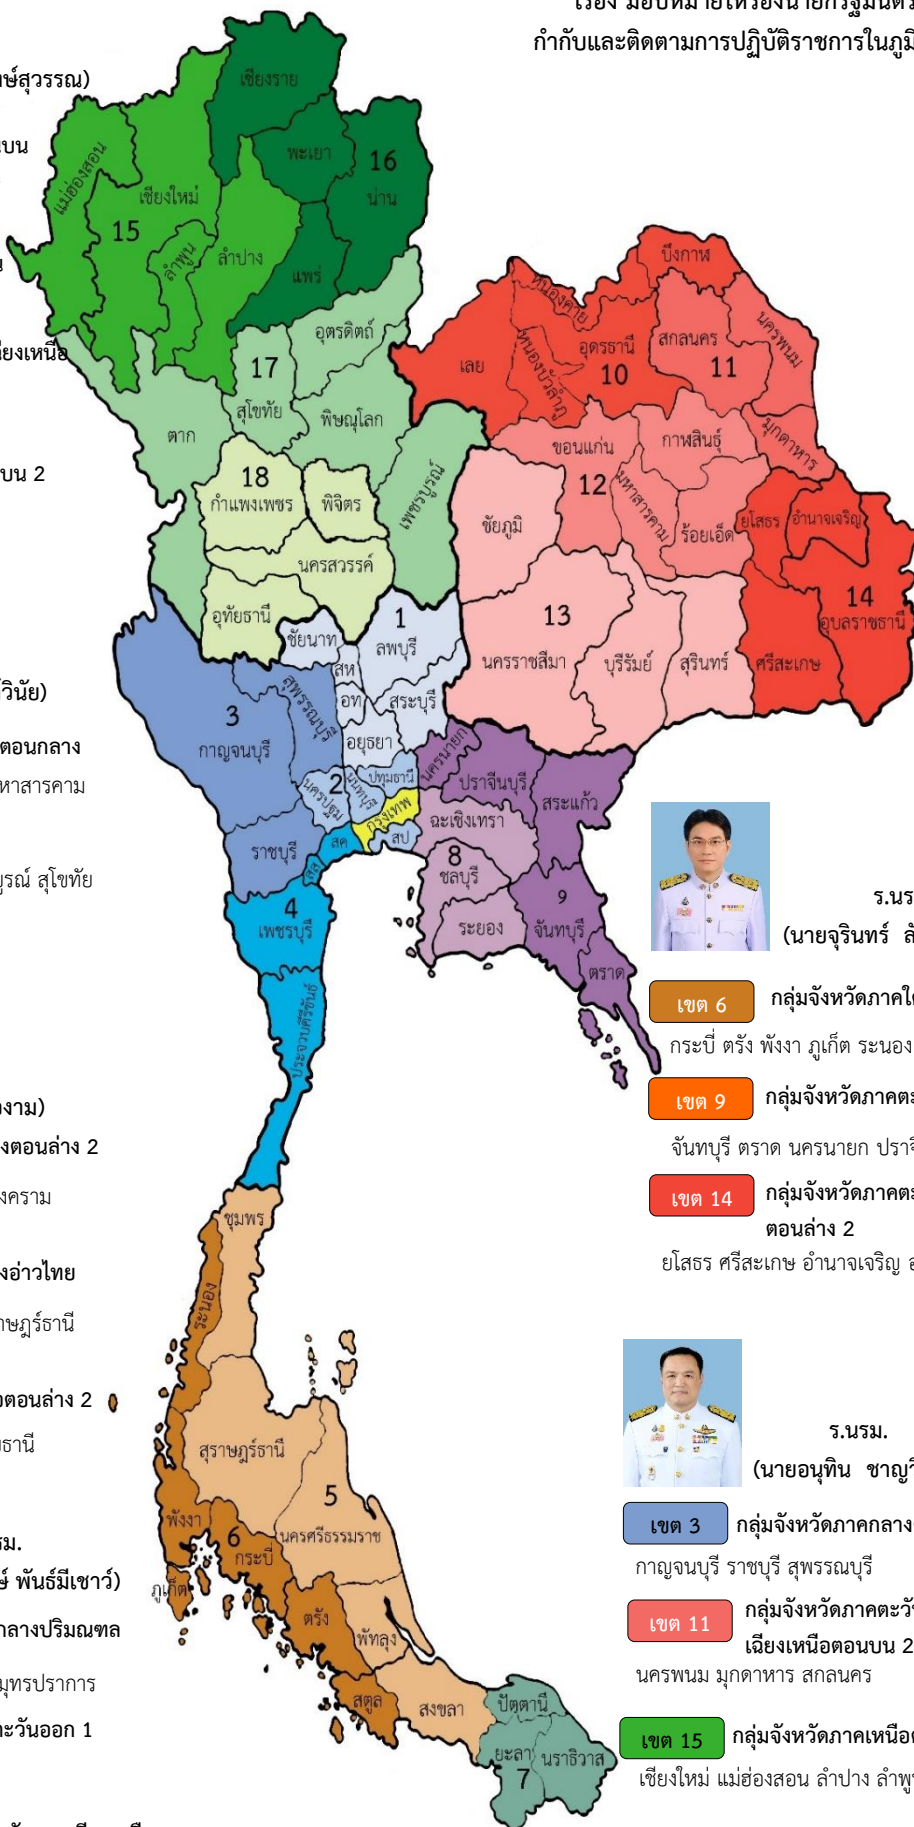 เรื่อง มอบหมายให้รองนายกรัฐมนตรี
กำกับและติดตามการปฏิบัติราชการในภูมิ
ษ์สุวรรณ)
บน
น
ฉียงเหนือ
บน 2
วินัย)
ตอนกลาง
หาสารคาม
บูรณ์ สุโขทัย
งาม)
งตอนล่าง 2
งคราม
งอ่าวไทย
าษฎร์ธานี
อตอนล่าง 2
ยธานี
รม.
ษ์ พันธ์มีเชาว์)
กลางปริมณฑล
มุทรปราการ
ะวันออก 1
เชียงราย
พะเยา
16
น่าน
แม่ฮ่องสอน
เชียงใหม่
15
ลำพูน
ลำปาง
แพร่
อุตรดิตถ์
17
สุโขทัย
พิษณุโลก
ตาก
เพชรบูรณ์
18
กำแพงเพชร
พิจิตร
นครสวรรค์
อุทัยธานี
บึงกาฬ
หนองคาย
เลย
หนองบัวลำภู
อุดรธานี
10
สกลนคร
11
นครพนม
ขอนแก่น
12
กาฬสินธุ์
มุกดาหาร
มหาสารคาม
ร้อยเอ็ด
ยโสธร
อำนาจเจริญ
14
อุบลราชธานี
ศรีสะเกษ
ชัยภูมิ
13
นครราชสีมา
บุรีรัมย์
สุรินทร์
1
ลพบุรี
ชัยนาท
สห
อท
สระบุรี
อยุธยา
3
กาญจนบุรี
สุพรรณบุรี
2
นครปฐม
นนทบุรี
ปทุมธานี
กรุงเทพ
สป
สค
สส
ราชบุรี
4
เพชรบุรี
ประจวบคีรีขันธ์
นครนายก
ปราจีนบุรี
สระแก้ว
ฉะเชิงเทรา
8
ชลบุรี
ระยอง
9
จันทบุรี
ตราด
ชุมพร
ระนอง
สุราษฎร์ธานี
5
นครศรีธรรมราช
พังงา
6
กระบี่
ภูเก็ต
ตรัง
พัทลุง
สตูล
สงขลา
ปัตตานี
ยะลา
7
นราธิวาส
ร.นร
(นายจุรินทร์ ลั
เขต 6 กลุ่มจังหวัดภาคใต้
กระบี่ ตรัง พังงา ภูเก็ต ระนอง
เขต 9 กลุ่มจังหวัดภาคตะ
จันทบุรี ตราด นครนายก ปราจี
เขต 14 กลุ่มจังหวัดภาคตะ
ตอนล่าง 2
ยโสธร ศรีสะเกษ อำนาจเจริญ อ
ร.นรม.
(นายอนุทิน ชาญวี
เขต 3 กลุ่มจังหวัดภาคกลาง
กาญจนบุรี ราชบุรี สุพรรณบุรี
เขต 11 กลุ่มจังหวัดภาคตะวั
เฉียงเหนือตอนบน 2
นครพนม มุกดาหาร สกลนคร
เขต 15 กลุ่มจังหวัดภาคเหนือต
เชียงใหม่ แม่ฮ่องสอน ลำปาง ลำพูน